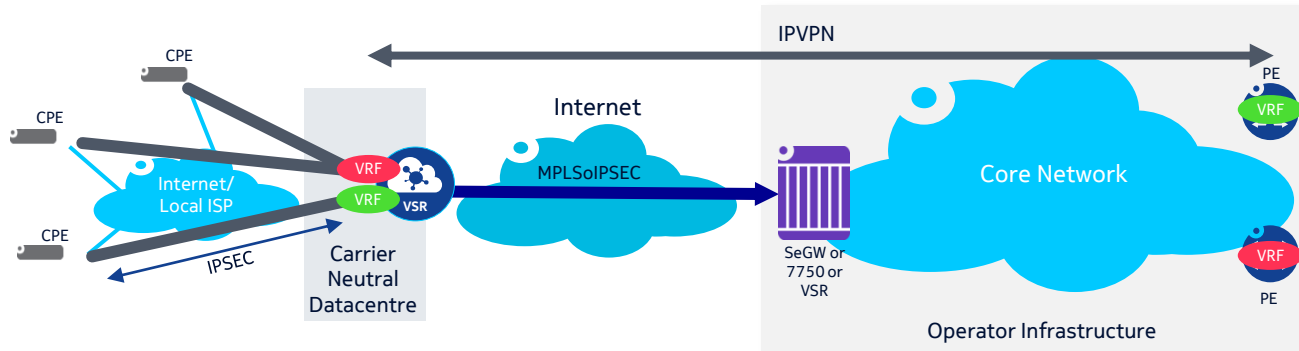 IPVPN
CPE
PE
CPE
Internet
VRF
VRF
MPLSoIPSEC
Core Network
Internet/
Local ISP
VRF
VSR
CPE
IPSEC
Carrier
Neutral
Datacentre
SeGW or
7750 or
VSR
VRF
PE
Operator Infrastructure